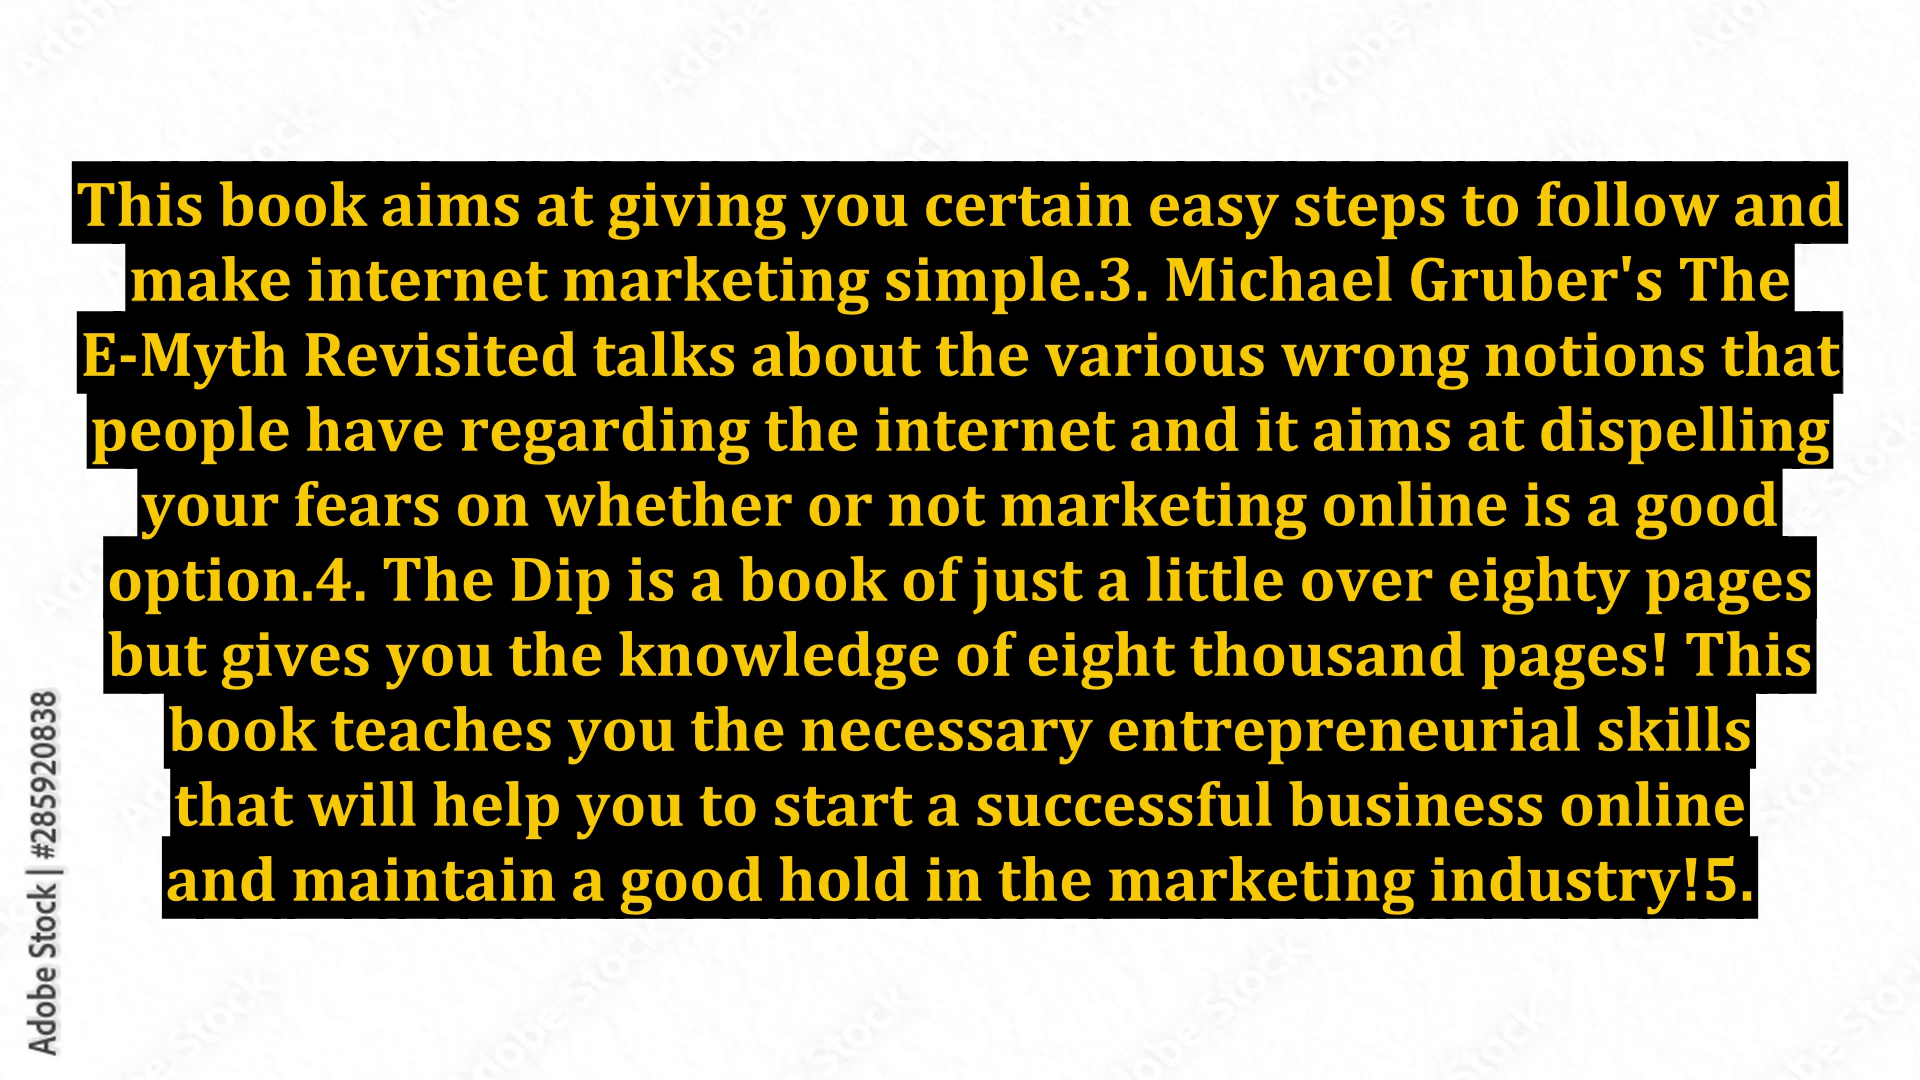 This book aims at giving you certain easy steps to follow and
make internet marketing simple.3. Michael Gruber's The
E-Myth Revisited talks about the various wrong notions that
people have regarding the internet and it aims at dispelling
your fears on whether or not marketing online is a good
option.4. The Dip is a book of just a little over eighty pages
but gives you the knowledge of eight thousand pages! This
book teaches you the necessary entrepreneurial skills
that will help you to start a successful business online
and maintain a good hold in the marketing industry!5.
Adobe Stock | #285920838